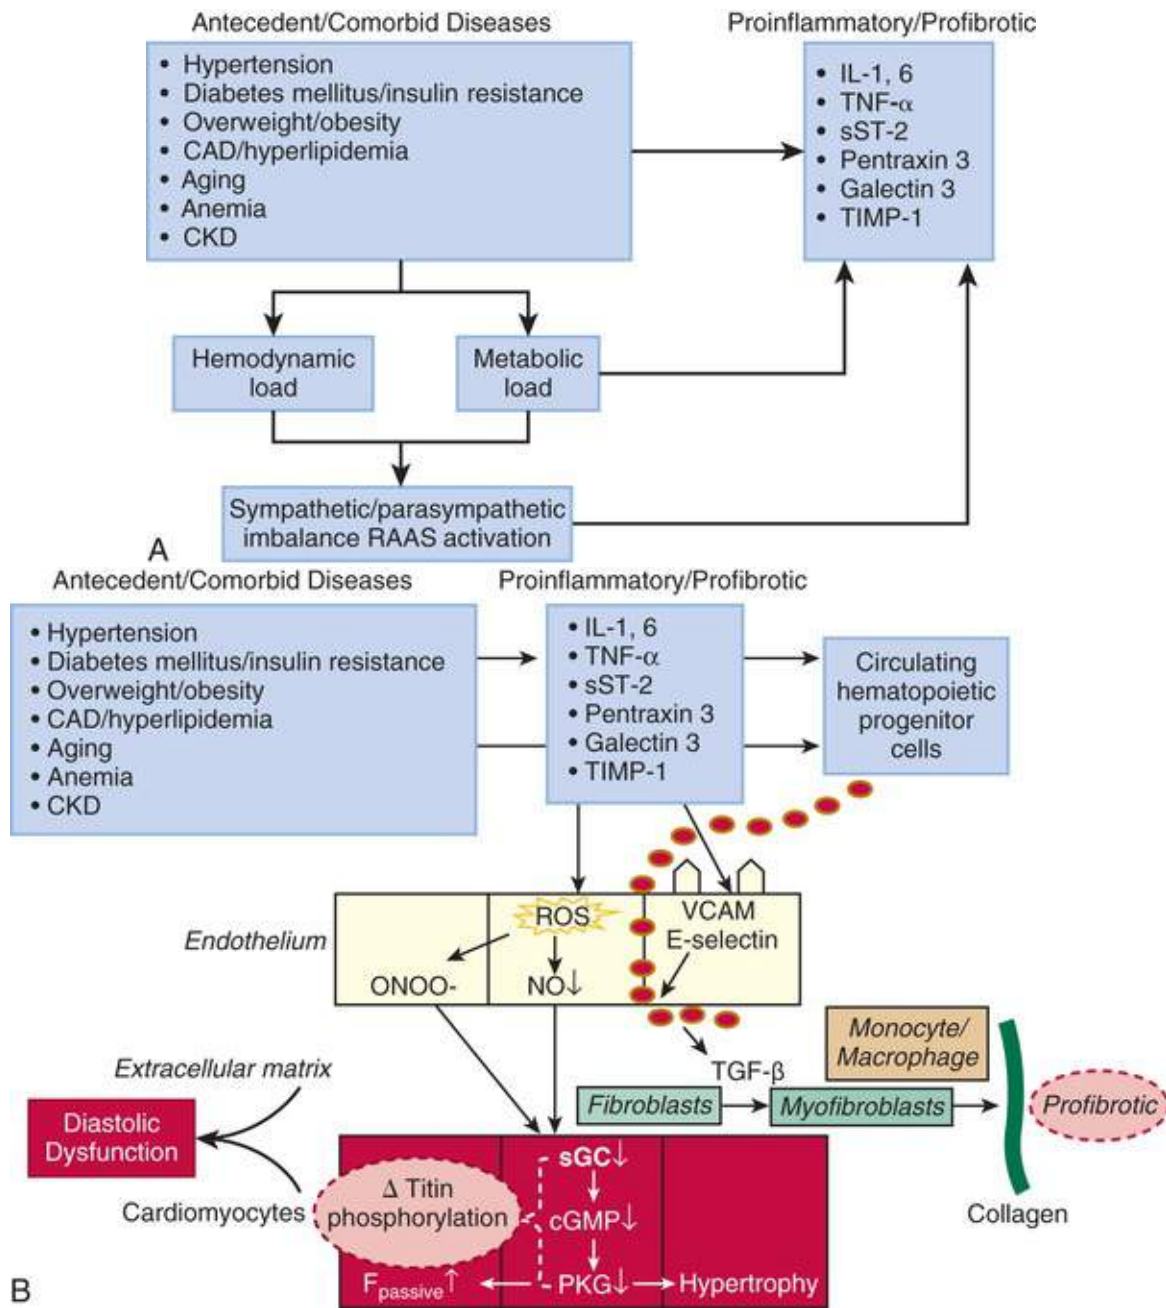 Antecedent/Comorbid Diseases
• Hypertension
• Diabetes mellitus/insulin resistance
• Overweight/obesity
• CAD/hyperlipidemia
• Aging
• Anemia
• CKD
Proinflammatory/Profibrotic
• IL-1, 6
• TNF-α
• sST-2
• Pentraxin 3
• Galectin 3
• TIMP-1
Hemodynamic
load
Metabolic
load
Sympathetic/parasympathetic
imbalance RAAS activation
A
Antecedent/Comorbid Diseases
• Hypertension
• Diabetes mellitus/insulin resistance
• Overweight/obesity
• CAD/hyperlipidemia
• Aging
• Anemia
• CKD
Proinflammatory/Profibrotic
• IL-1, 6
• TNF-α
• sST-2
• Pentraxin 3
• Galectin 3
• TIMP-1
Circulating
hematopoietic
progenitor
cells
Endothelium
ROS
ONOO-
NO↓
VCAM
E-selectin
TGF-β
Monocyte/
Macrophage
Fibroblasts
Myofibroblasts
Profibrotic
Collagen
Extracellular matrix
Diastolic
Dysfunction
Cardiomyocytes
Δ Titin
phosphorylation
Fpassive↑
sGC↓
cGMP↓
PKG↓
Hypertrophy
B